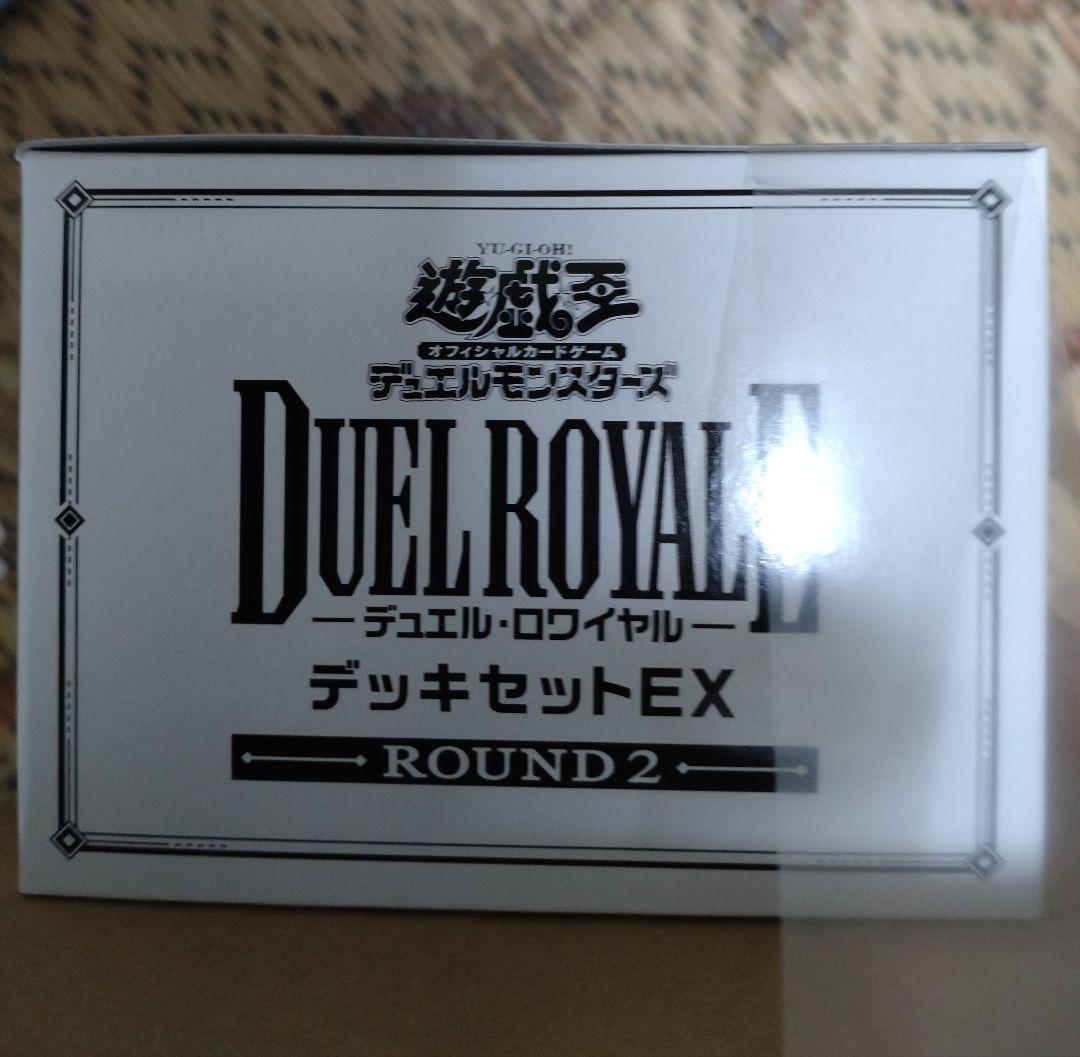 YU-GI-OH!
遊戯王
オフィシャルカードゲーム
デュエルモンスターズ
DUEL ROYALE
デュエル・ロワイヤル
デッキセットEX
ROUND 2